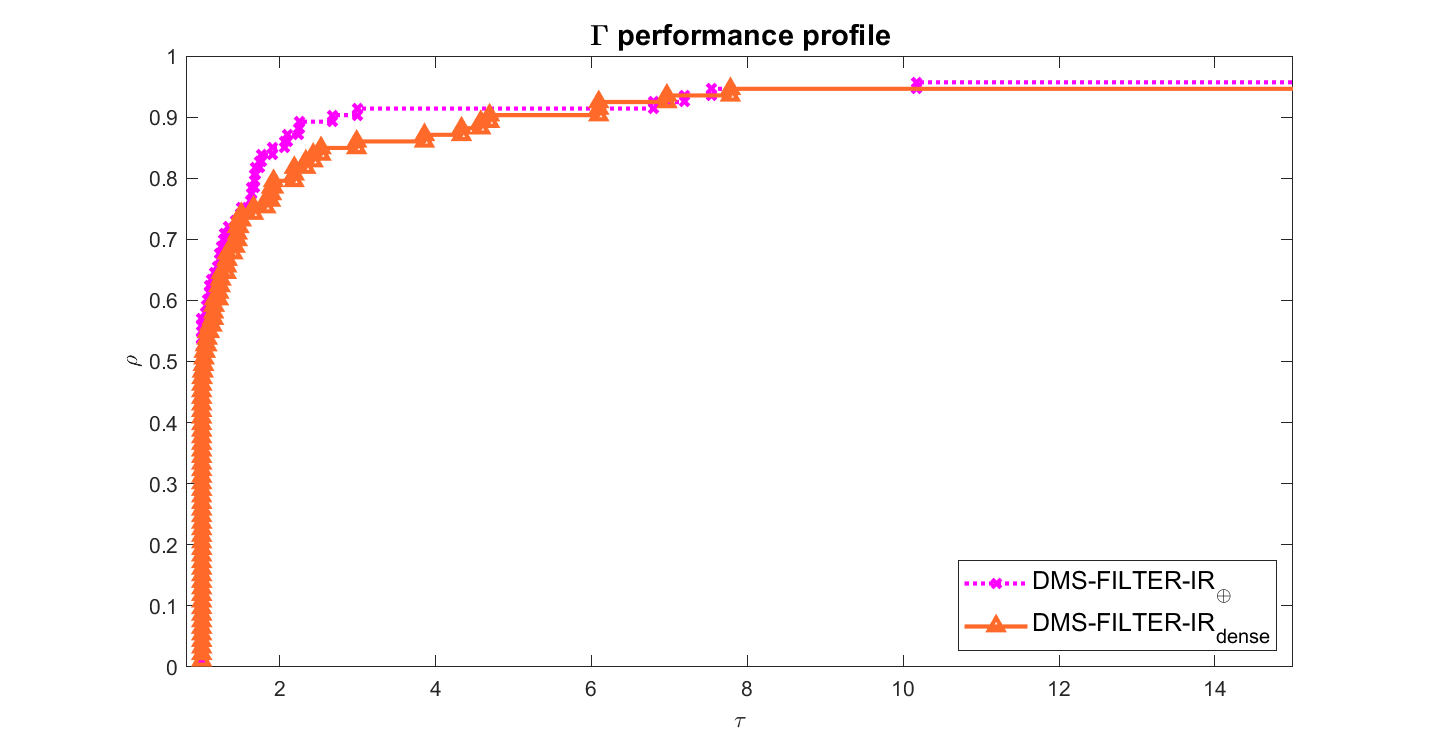 Γ performance profile
1
0.9
0.8
0.7
0.6
0.5
0.4
0.3
0.2
0.1
0
ρ
2 4 6 8 10 12 14
τ
DMS-FILTER-IR⊕
DMS-FILTER-IRdense